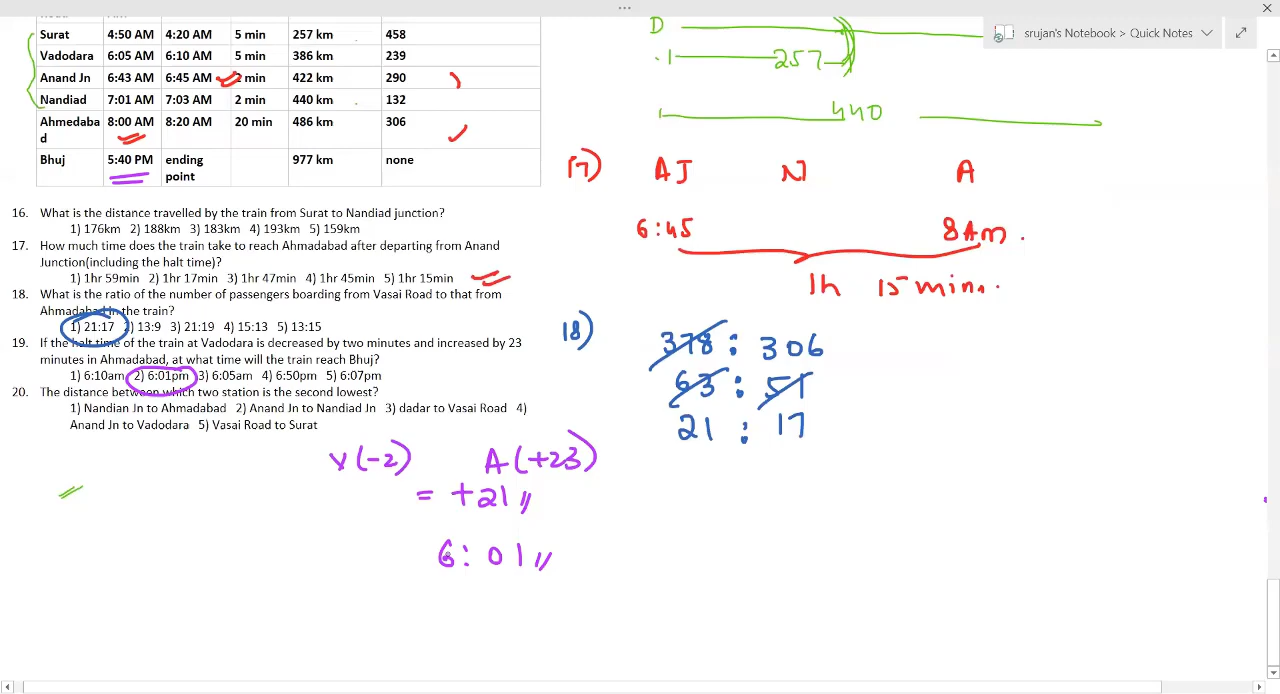 srujan's Notebook > Quick Notes
Surat 4:50 AM 4:20 AM 5 min 257 km 458
Vadodara 6:05 AM 6:10 AM 5 min 386 km 239
Anand Jn 6:43 AM 6:45 AM min 422 km 290
Nandiad 7:01 AM 7:03 AM 2 min 440 km 132
Ahmedaba 8:00 AM 8:20 AM 20 min 486 km 306
d
Bhuj 5:40 PM ending 977 km none
point
16. What is the distance travelled by the train from Surat to Nandiad junction?
1) 176km 2) 188km 3) 183km 4) 193km 5) 159km
17. How much time does the train take to reach Ahmadabad after departing from Anand
Junction(including the halt time)?
1) 1hr 59min 2) 1hr 17min 3) 1hr 47min 4) 1hr 45min 5) 1hr 15min
18. What is the ratio of the number of passengers boarding from Vasai Road to that from
Ahmadabad in the train?
1) 21:17 2) 13:9 3) 21:19 4) 15:13 5) 13:15
19. If the halt time of the train at Vadodara is decreased by two minutes and increased by 23
minutes in Ahmadabad, at what time will the train reach Bhuj?
1) 6:10am 2) 6:01pm 3) 6:05am 4) 6:50pm 5) 6:07pm
20. The distance between which two station is the second lowest?
1) Nandian Jn to Ahmadabad 2) Anand Jn to Nandiad Jn 3) dadar to Vasai Road 4)
Anand Jn to Vadodara 5) Vasai Road to Surat
V(-2) A(+23)
= +21
6:01
D
257
440
17) AJ N A
6:45 8Am.
1h 15 mins.
18) 378 : 306
63 : 51
21 : 17